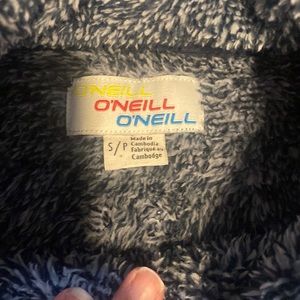 O'NEILL
O'NEILL
O'NEILL
S/P
Made in
Cambodia
Fabriqué au
Cambodge